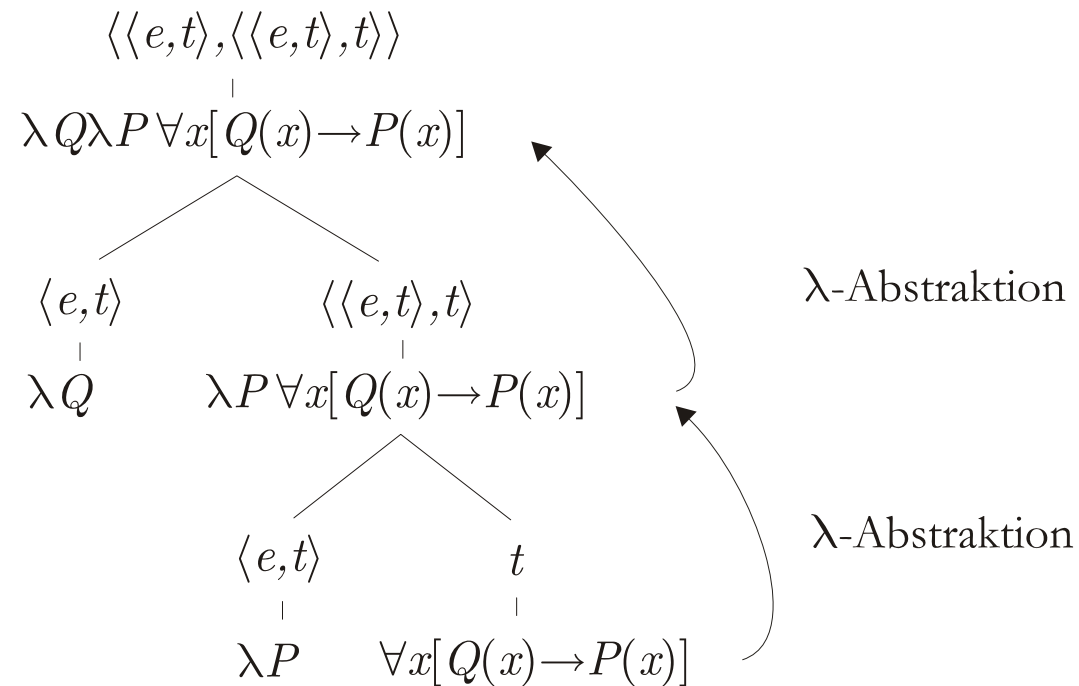 ⟨⟨e,t⟩,⟨⟨e,t⟩,t⟩⟩
λQλP ∀x[Q(x)→P(x)]
⟨e,t⟩ ⟨⟨e,t⟩,t⟩ λ-Abstraktion
λQ λP ∀x[Q(x)→P(x)]
⟨e,t⟩ t λ-Abstraktion
λP ∀x[Q(x)→P(x)]